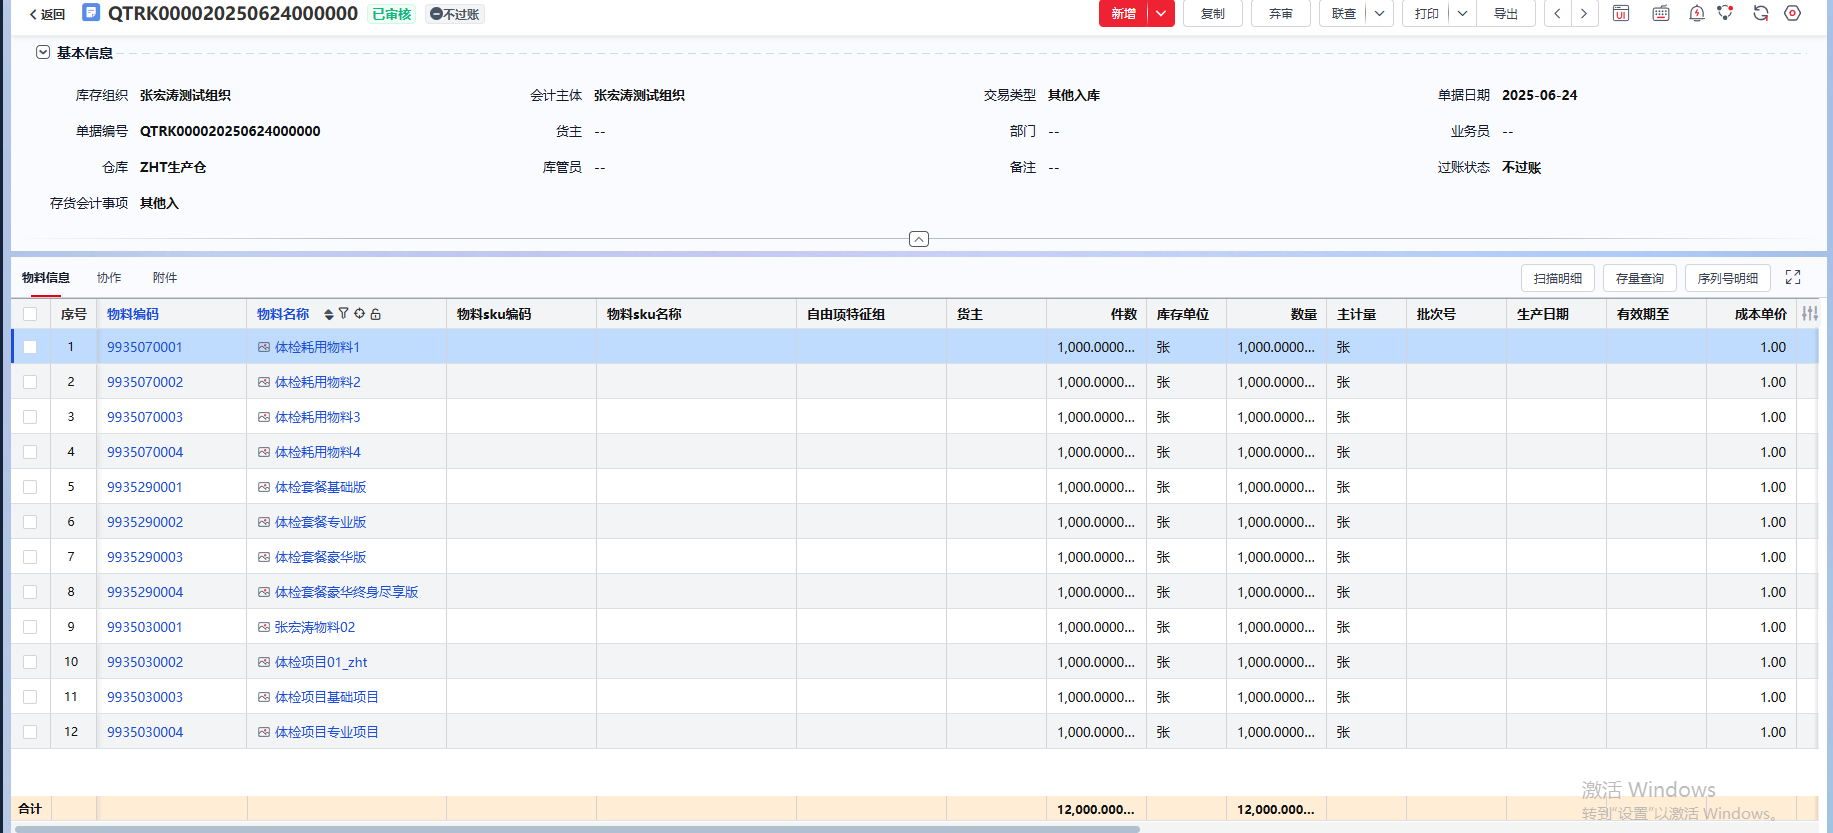 返回 QTRK000020250624000000 已审核 不过账 新增 复制 弃审 联查 打印 导出
基本信息
库存组织 张宏涛测试组织 会计主体 张宏涛测试组织 交易类型 其他入库 单据日期 2025-06-24
单据编号 QTRK000020250624000000 货主 -- 部门 -- 业务员 --
仓库 ZHT生产仓 库管员 -- 备注 -- 过账状态 不过账
存货会计事项 其他入
物料信息 协作 附件 扫描明细 存量查询 序列号明细
序号 物料编码 物料名称 物料sku编码 物料sku名称 自由项特征组 货主 件数 库存单位 数量 主计量 批次号 生产日期 有效期至 成本单价
1 9935070001 体检耗用物料1 1,000.0000... 张 1,000.0000... 张 1.00
2 9935070002 体检耗用物料2 1,000.0000... 张 1,000.0000... 张 1.00
3 9935070003 体检耗用物料3 1,000.0000... 张 1,000.0000... 张 1.00
4 9935070004 体检耗用物料4 1,000.0000... 张 1,000.0000... 张 1.00
5 9935290001 体检套餐基础版 1,000.0000... 张 1,000.0000... 张 1.00
6 9935290002 体检套餐专业版 1,000.0000... 张 1,000.0000... 张 1.00
7 9935290003 体检套餐豪华版 1,000.0000... 张 1,000.0000... 张 1.00
8 9935290004 体检套餐豪华终身尽享版 1,000.0000... 张 1,000.0000... 张 1.00
9 9935030001 张宏涛物料02 1,000.0000... 张 1,000.0000... 张 1.00
10 9935030002 体检项目01_zht 1,000.0000... 张 1,000.0000... 张 1.00
11 9935030003 体检项目基础项目 1,000.0000... 张 1,000.0000... 张 1.00
12 9935030004 体检项目专业项目 1,000.0000... 张 1,000.0000... 张 1.00
激活 Windows
合计 12,000.000... 12,000.000...
转到"设置"以激活 Windows。